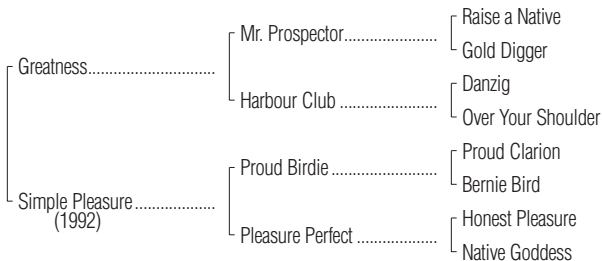 Raise a Native
Mr. Prospector
Gold Digger
Greatness
Danzig
Harbour Club
Over Your Shoulder
Proud Clarion
Proud Birdie
Bernie Bird
Simple Pleasure
(1992)
Honest Pleasure
Pleasure Perfect
Native Goddess